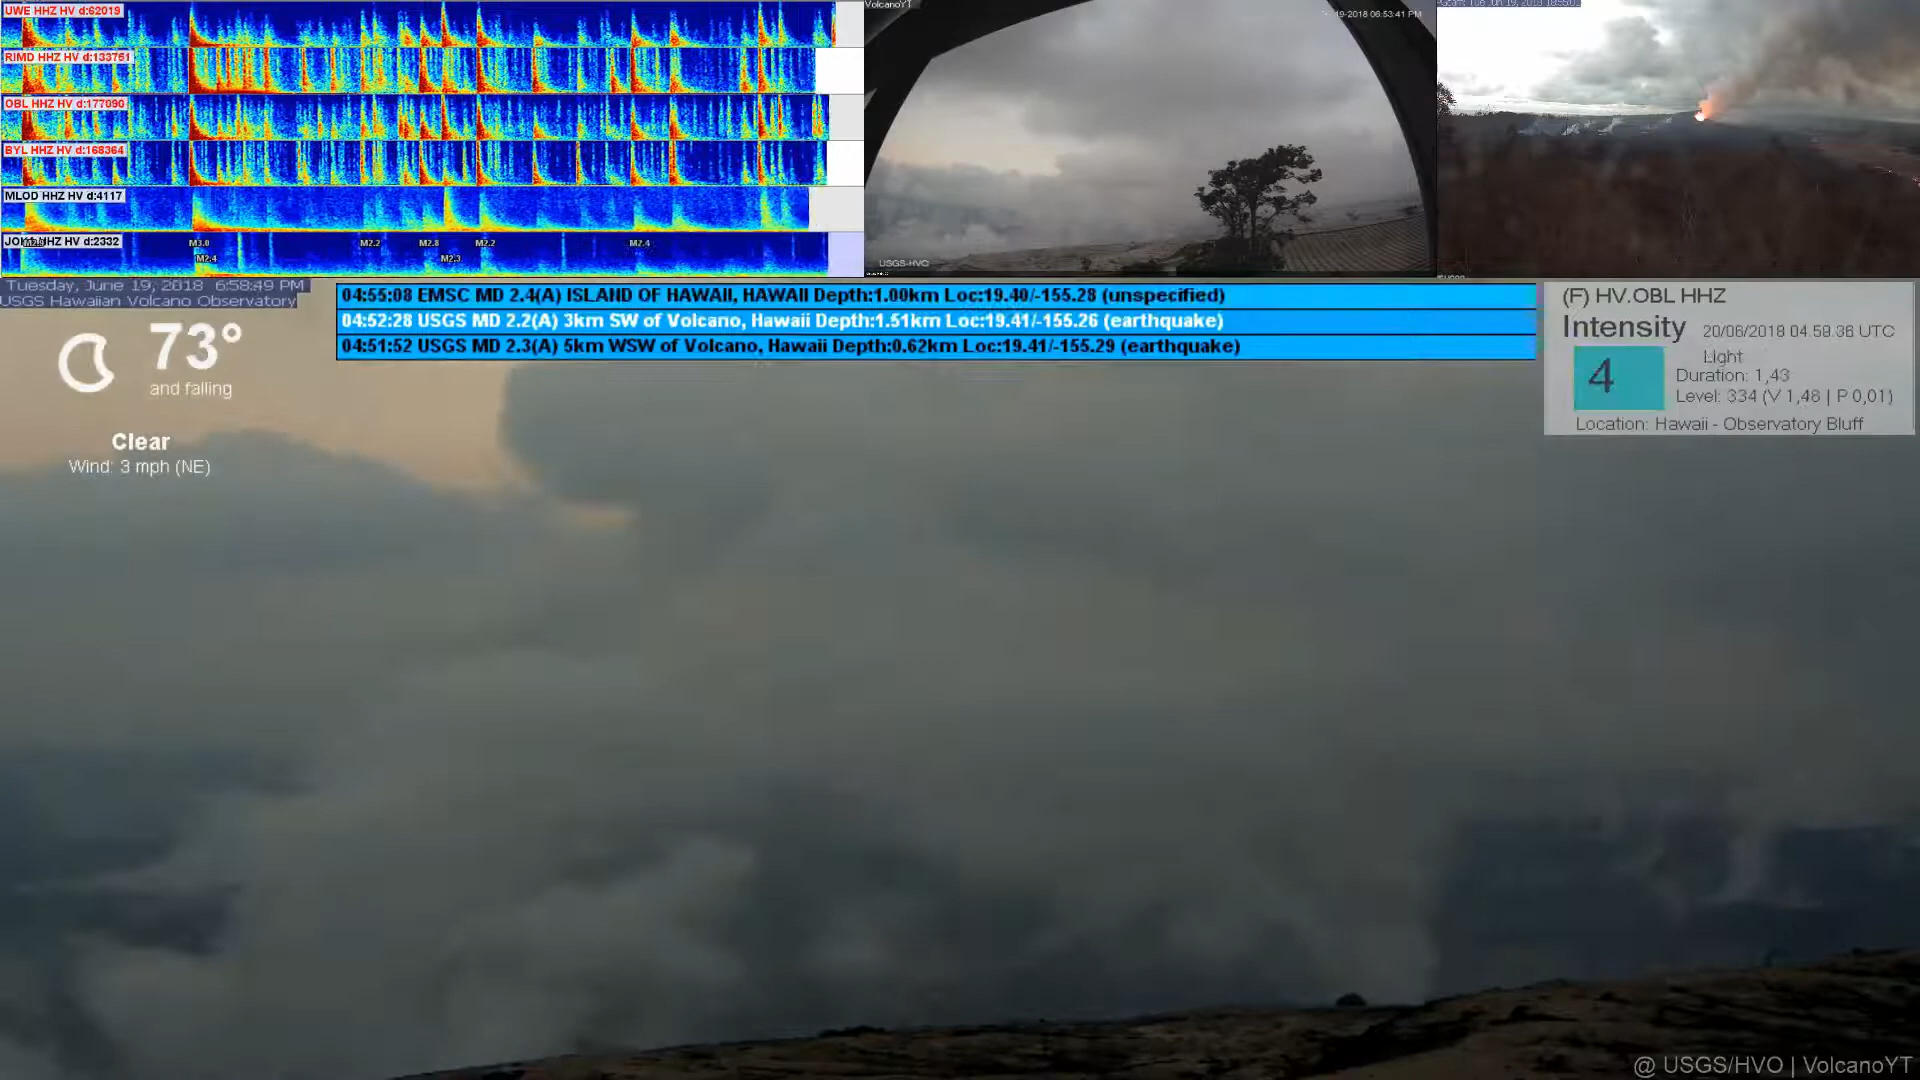 UWE HHZ HV d:62019
RIMD HHZ HV d:133751
OBL HHZ HV d:177090
BYL HHZ HV d:168364
MLOD HHZ HV d:4117
HHZ HV d:2332
M3.0
M2.4
M2.2
M2.8
M2.3
M2.2
M2.4
VolcanoYT
19-2018 06:53:41 PM
USGS-HVO
Tuesday, June 19, 2018 6:58:49 PM
USGS Hawaiian Volcano Observatory
73°
and falling
Clear
Wind: 3 mph (NE)
04:55:08 EMSC MD 2.4(A) ISLAND OF HAWAII, HAWAII Depth:1.00km Loc:19.40/-155.28 (unspecified)
04:52:28 USGS MD 2.2(A) 3km SW of Volcano, Hawaii Depth:1.51km Loc:19.41/-155.26 (earthquake)
04:51:52 USGS MD 2.3(A) 5km WSW of Volcano, Hawaii Depth:0.62km Loc:19.41/-155.29 (earthquake)
(F) HV.OBL HHZ
Intensity 20/06/2018 04.58.36 UTC
4
Light
Duration: 1,43
Level: 334 (V 1,48 | P 0,01)
Location: Hawaii - Observatory Bluff
@ USGS/HVO | VolcanoYT